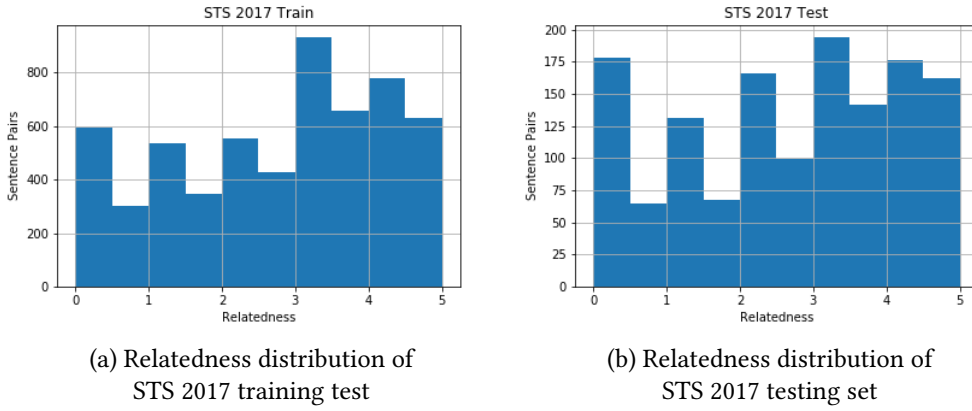 STS 2017 Train
800
600
400
200
0
Sentence Pairs
0 1 2 3 4 5
Relatedness
(a) Relatedness distribution of
STS 2017 training test
STS 2017 Test
200
175
150
125
100
75
50
25
0
Sentence Pairs
0 1 2 3 4 5
Relatedness
(b) Relatedness distribution of
STS 2017 testing set